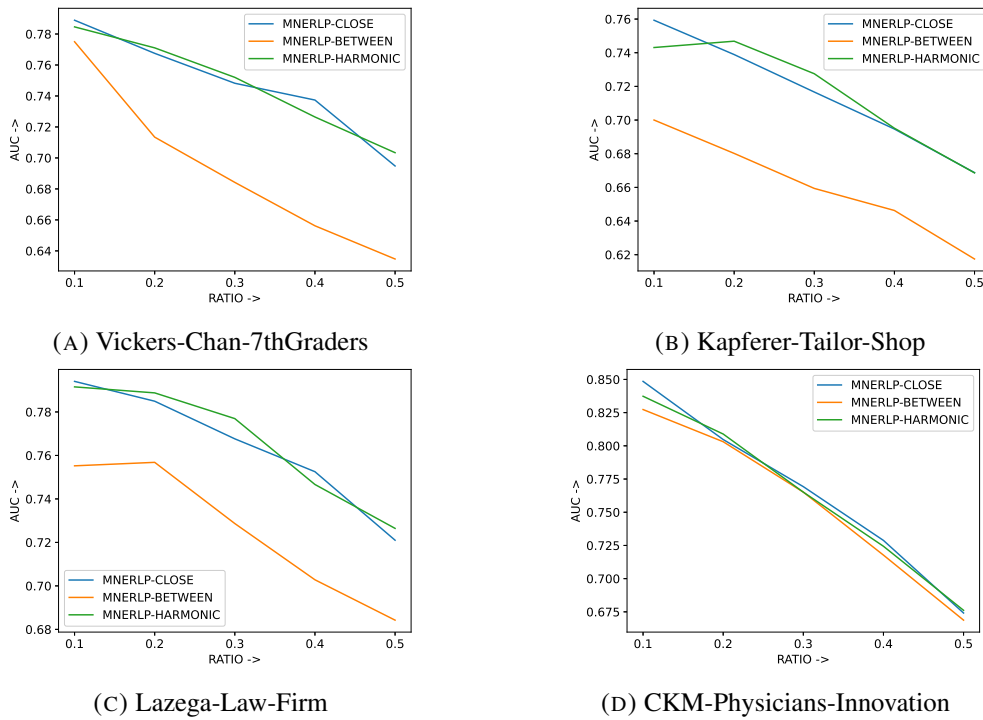 MNERLP-CLOSE
MNERLP-BETWEEN
MNERLP-HARMONIC
0.78
0.76
0.74
0.72
0.70
0.68
0.66
0.64
AUC ->
0.1 0.2 0.3 0.4 0.5
RATIO ->
(A) Vickers-Chan-7thGraders
MNERLP-CLOSE
MNERLP-BETWEEN
MNERLP-HARMONIC
0.76
0.74
0.72
0.70
0.68
0.66
0.64
0.62
AUC ->
0.1 0.2 0.3 0.4 0.5
RATIO ->
(B) Kapferer-Tailor-Shop
0.78
0.76
0.74
0.72
0.70
0.68
AUC ->
MNERLP-CLOSE
MNERLP-BETWEEN
MNERLP-HARMONIC
0.1 0.2 0.3 0.4 0.5
RATIO ->
(C) Lazega-Law-Firm
MNERLP-CLOSE
MNERLP-BETWEEN
MNERLP-HARMONIC
0.850
0.825
0.800
0.775
0.750
0.725
0.700
0.675
AUC ->
0.1 0.2 0.3 0.4 0.5
RATIO ->
(D) CKM-Physicians-Innovation